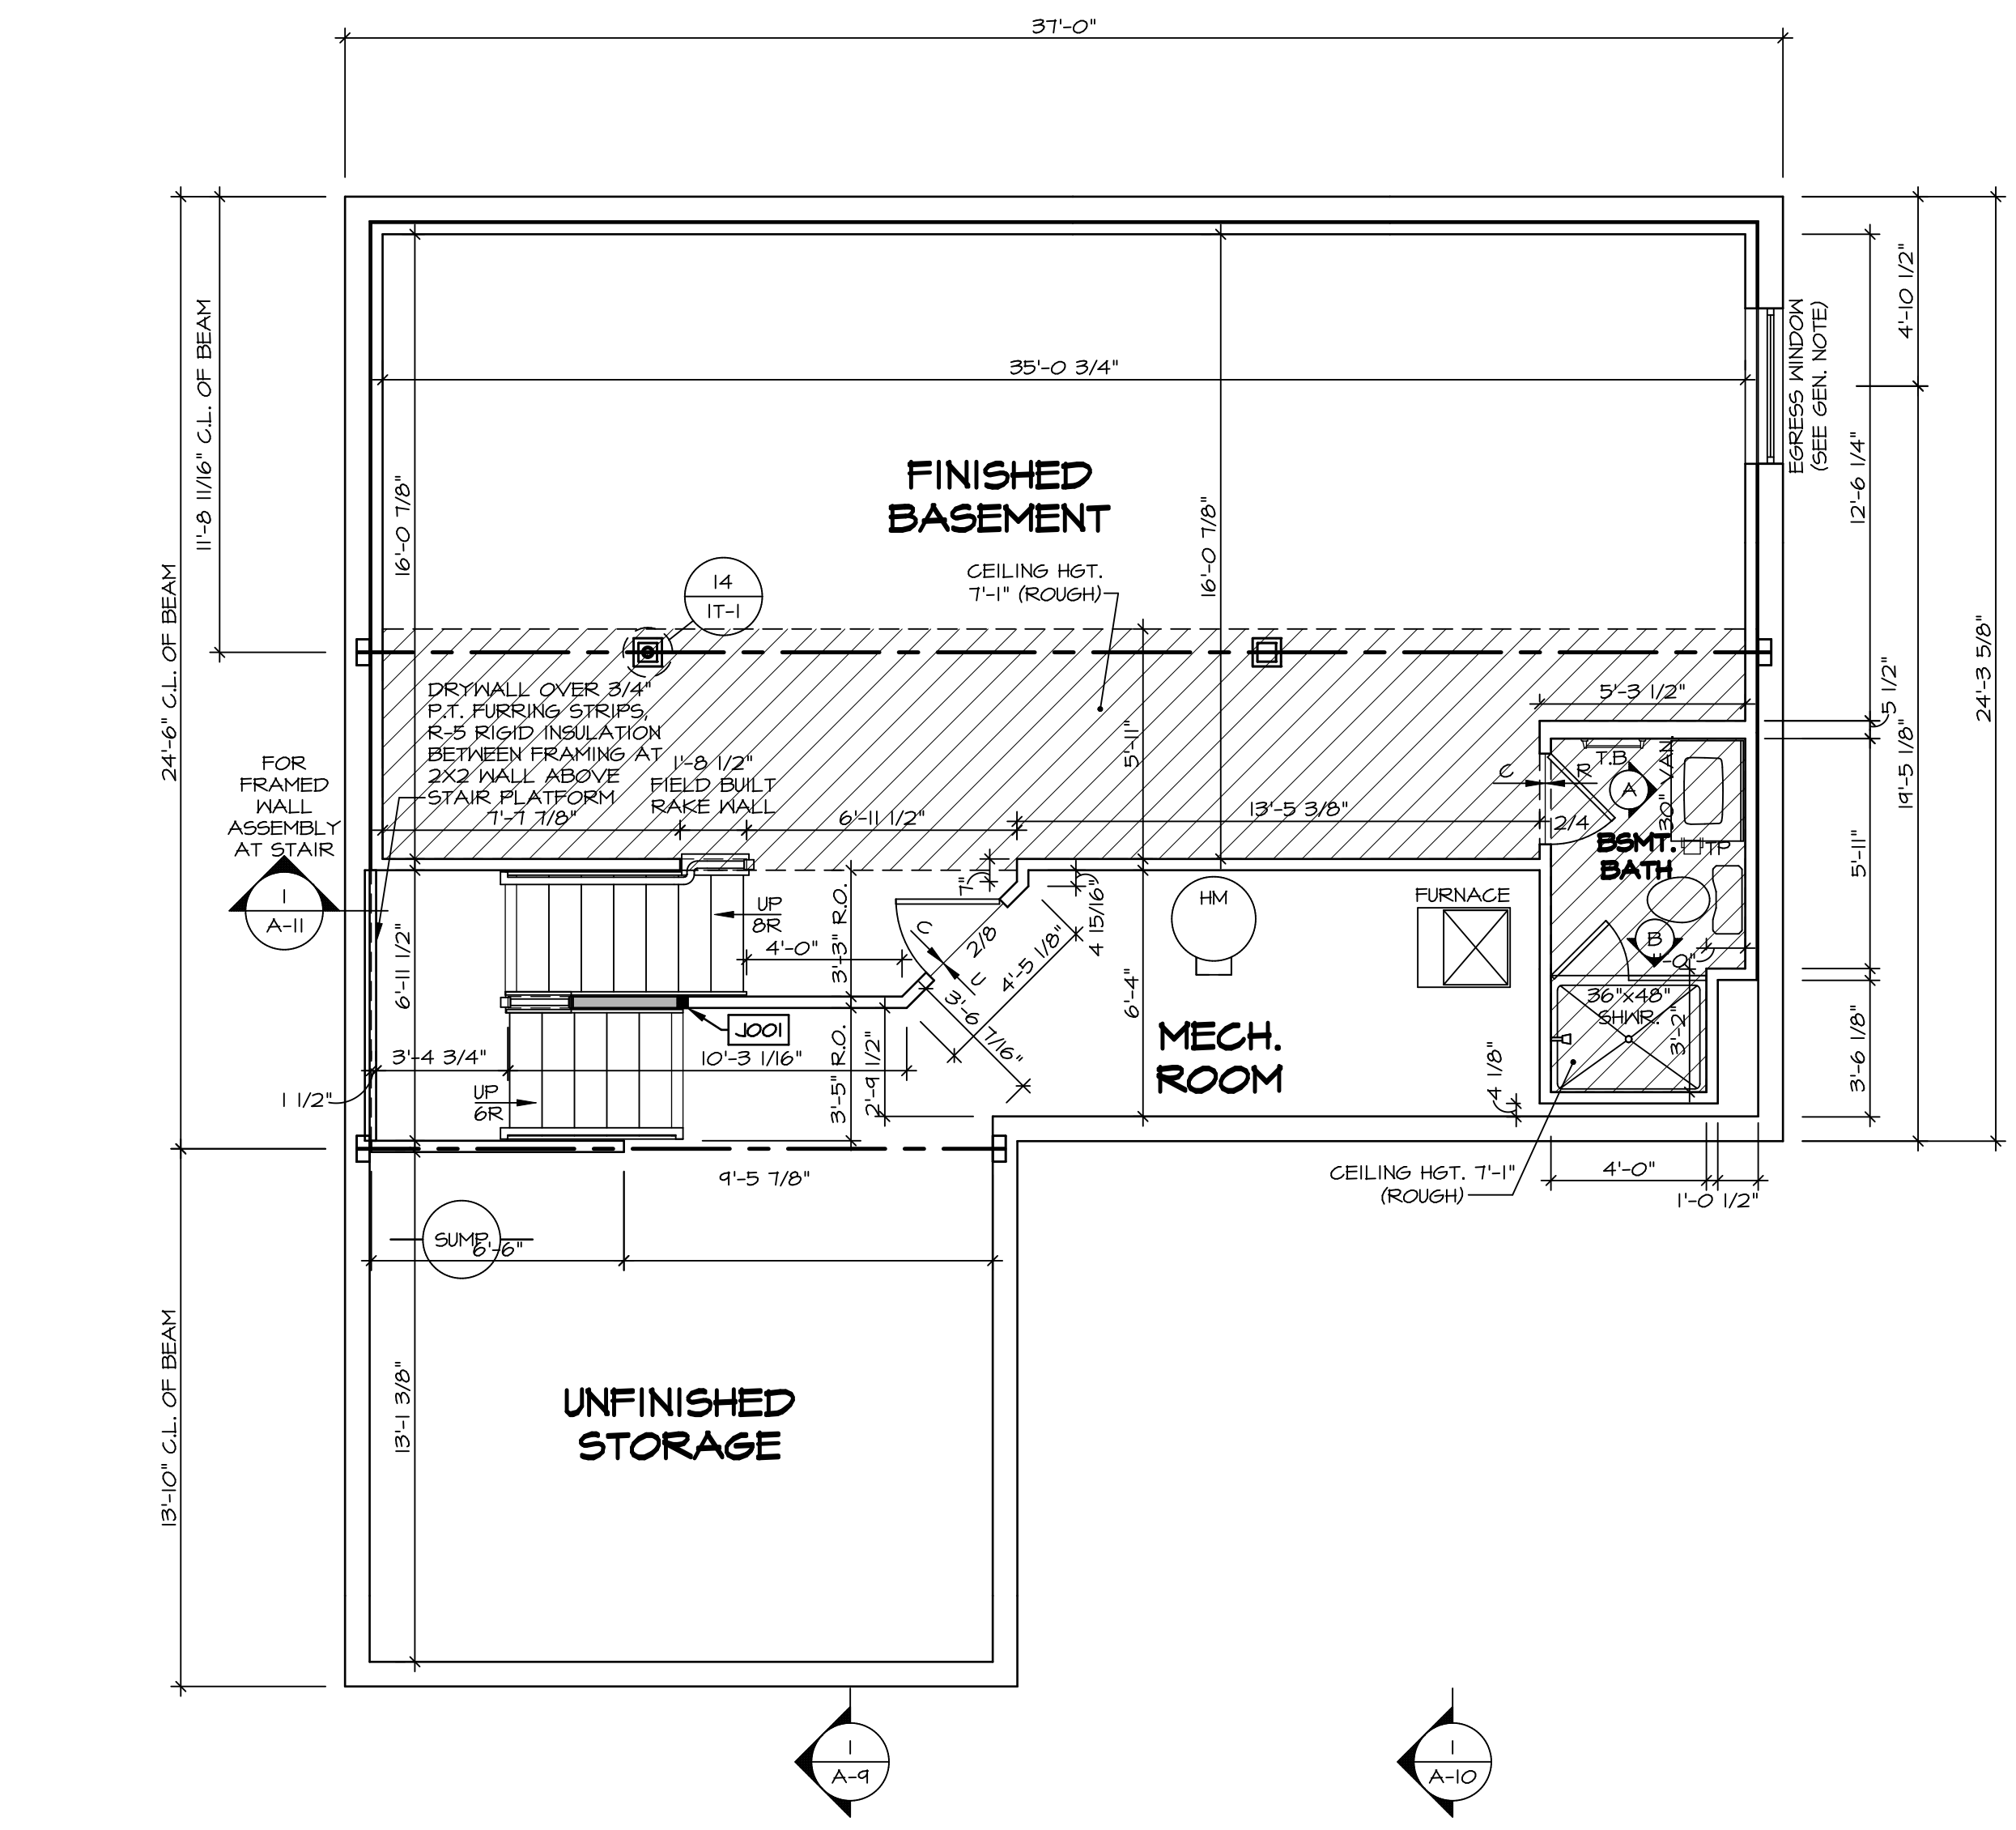 37'-0"
4'-10 1/2"
11'-8 11/16" C.L. OF BEAM
EGRESS WINDOW
(SEE GEN. NOTE)
35'-0 3/4"
12'-6 1/4"
FINISHED
BASEMENT
16'-0 7/8"
16'-0 7/8"
24'-6" C.L. OF BEAM
CEILING HGT.
7'-1" (ROUGH)
14
1T-1
24'-3 5/8"
19'-5 1/8"
5 1/2"
5'-3 1/2"
DRYWALL OVER 3/4"
P.T. FURRING STRIPS,
R-5 RIGID INSULATION
BETWEEN FRAMING AT
2X2 WALL ABOVE
STAIR PLATFORM
1'-8 1/2"
FIELD BUILT
RAKE WALL
5'-11"
FOR
FRAMED
WALL
ASSEMBLY
AT STAIR
1
A-11
7'-7 7/8"
6'-11 1/2"
13'-5 3/8"
C
R
T.B.
A
30" VAN.
2/4
BSMT.
BATH
TP
5'-11"
7"
4 15/16"
HM
FURNACE
UP
8R
3'-3" R.O.
4'-0"
C
U
2/8
4'-5 1/8"
3'-6 7/16"
6'-11 1/2"
6'-4"
B
1'-0"
36"x48"
SHWR.
3'-2"
3'-6 1/8"
J001
MECH.
ROOM
3'-4 3/4"
10'-3 1/16"
3'-5" R.O.
2'-9 1/2"
4 1/8"
1 1/2"
UP
6R
9'-5 7/8"
CEILING HGT. 7'-1"
(ROUGH)
4'-0"
1'-0 1/2"
SUMP
6'-6"
13'-10" C.L. OF BEAM
13'-1 3/8"
UNFINISHED
STORAGE
1
A-9
1
A-10